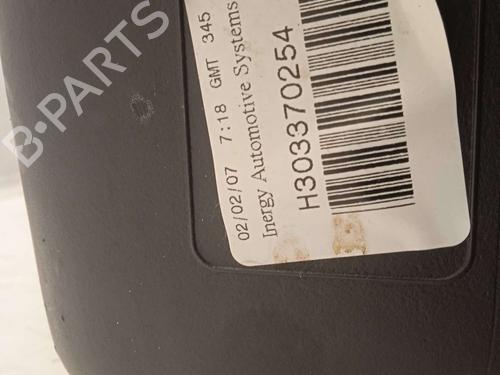 02/02/07 7:18 GMT 345
Inergy Automotive Systems
H303370254
B-PARTS